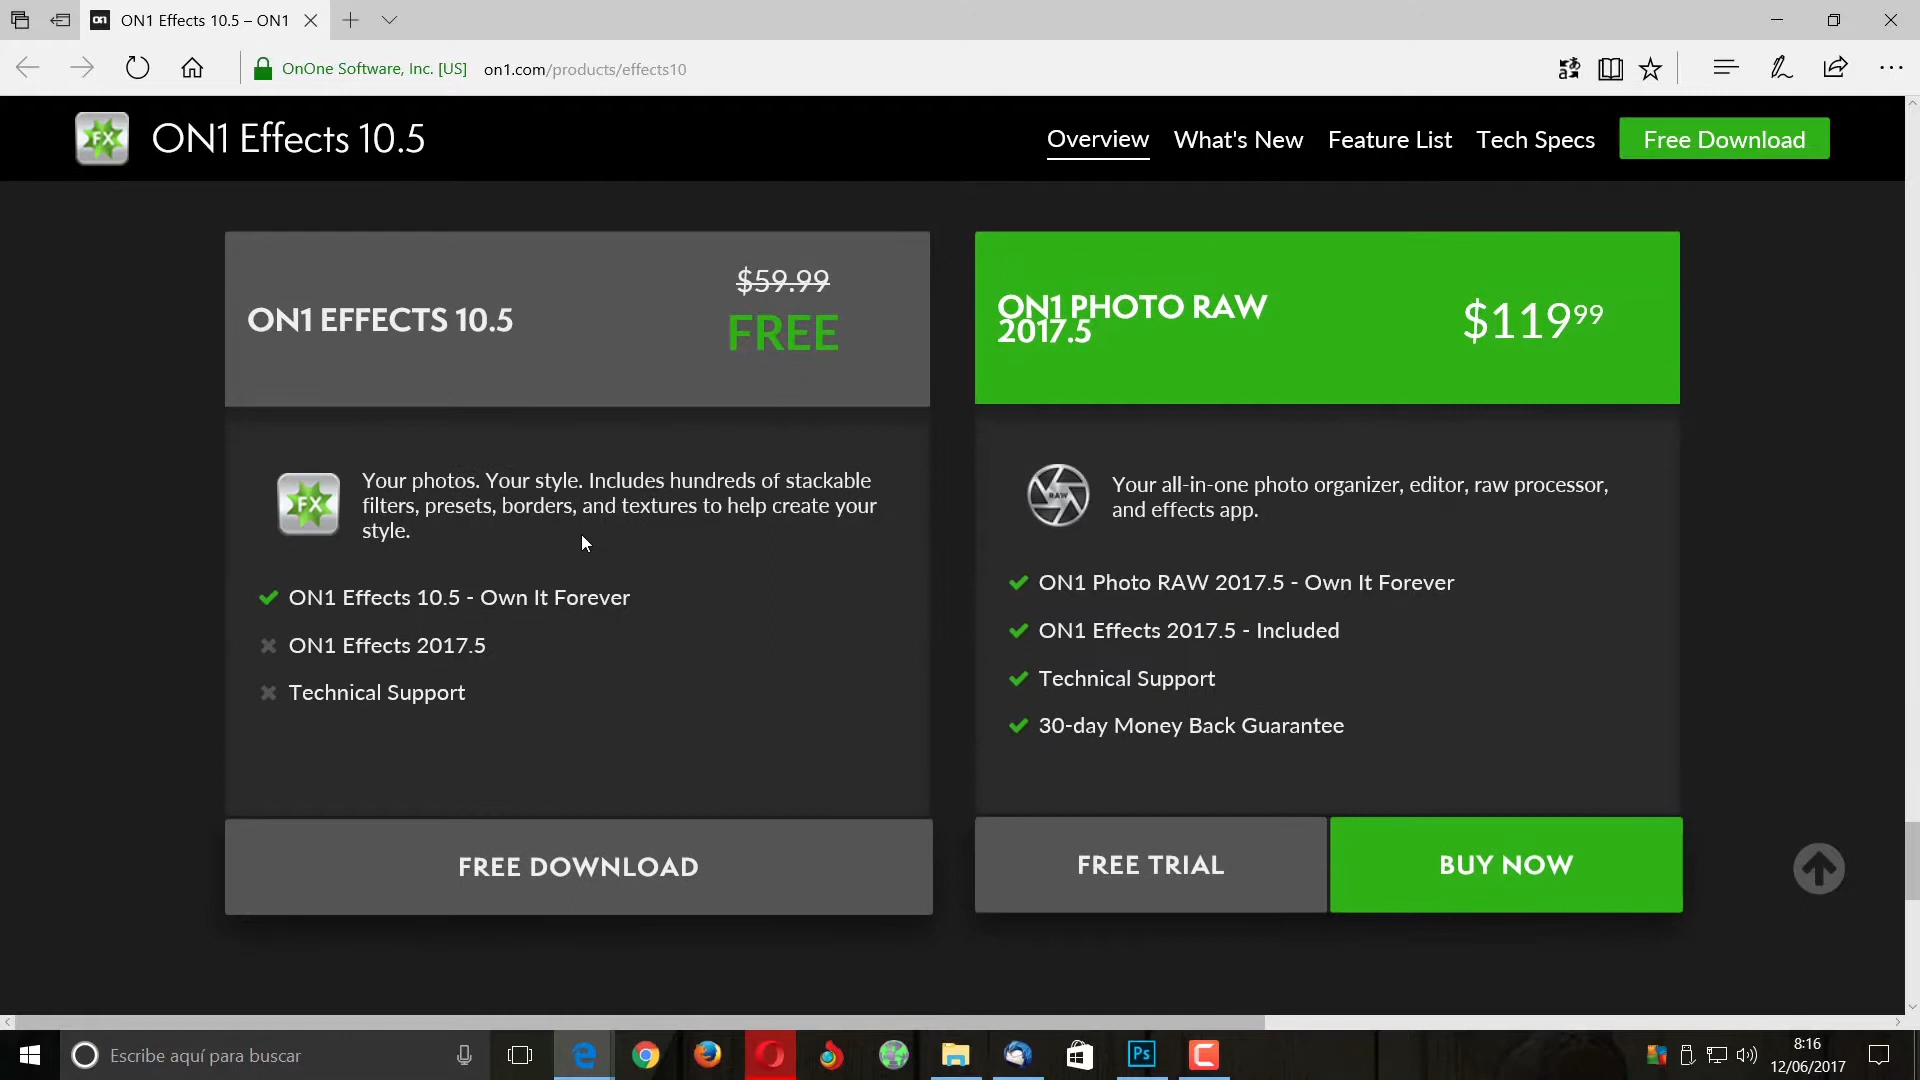 ON1 Effects 10.5 – ON1
OnOne Software, Inc. [US] on1.com/products/effects10
FX ON1 Effects 10.5
Overview What's New Feature List Tech Specs Free Download
ON1 EFFECTS 10.5
$59.99
FREE
FX
Your photos. Your style. Includes hundreds of stackable
filters, presets, borders, and textures to help create your
style.
ON1 Effects 10.5 - Own It Forever
ON1 Effects 2017.5
Technical Support
FREE DOWNLOAD
ON1 PHOTO RAW
2017.5
$119⁹⁹
RAW
Your all-in-one photo organizer, editor, raw processor,
and effects app.
ON1 Photo RAW 2017.5 - Own It Forever
ON1 Effects 2017.5 - Included
Technical Support
30-day Money Back Guarantee
FREE TRIAL
BUY NOW
Escribe aquí para buscar
Ps
8:16
12/06/2017